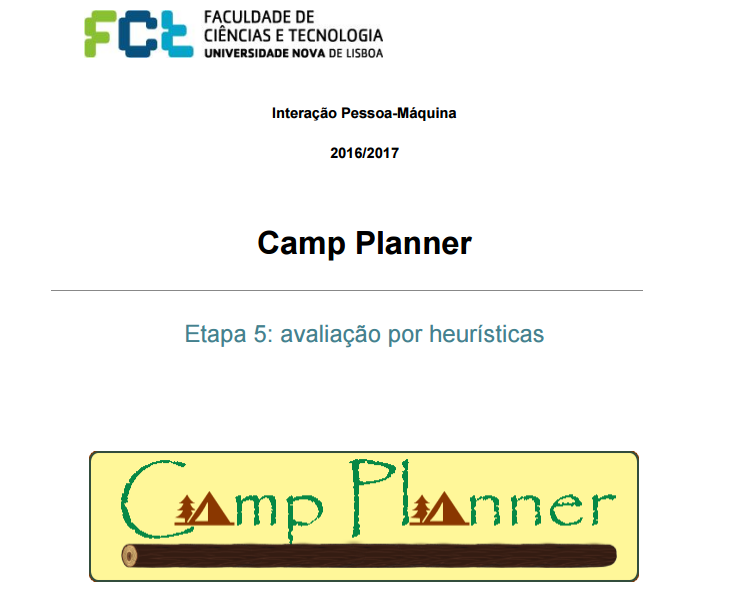 fct
FACULDADE DE
CIÊNCIAS E TECNOLOGIA
UNIVERSIDADE NOVA DE LISBOA
Interação Pessoa-Máquina
2016/2017
Camp Planner
Etapa 5: avaliação por heurísticas
Camp Planner